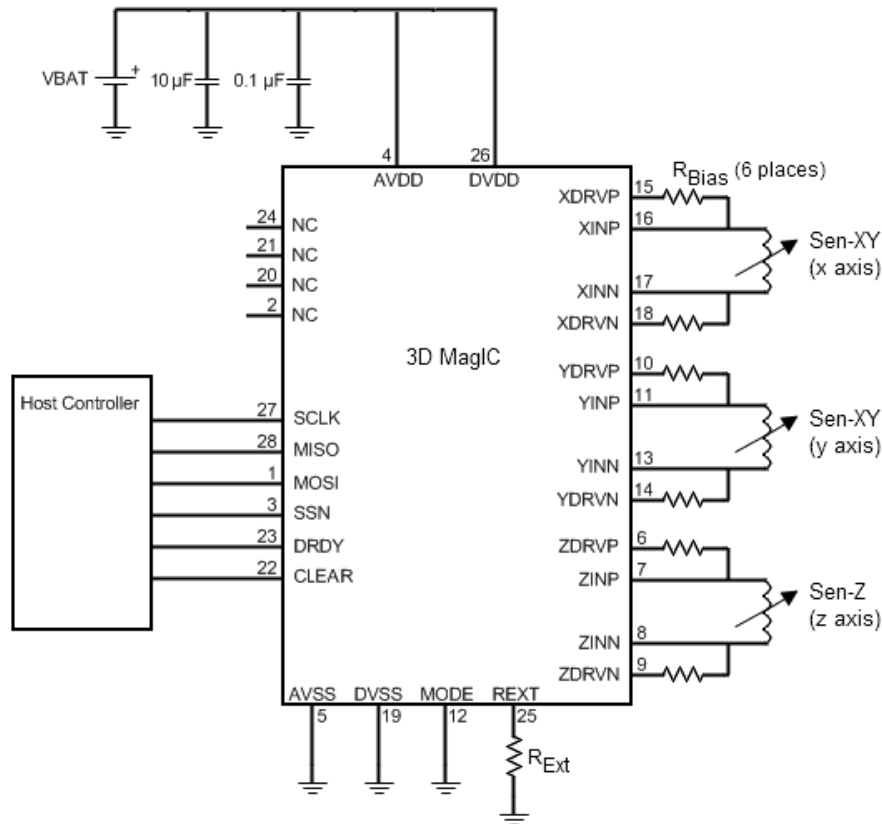 VBAT
+
10 µF
0.1 µF
4
26
AVDD
DVDD
24
NC
21
NC
20
NC
2
NC
3D MagIC
Host Controller
27
SCLK
28
MISO
1
MOSI
3
SSN
23
DRDY
22
CLEAR
XDRVP
15
RBias (6 places)
XINP
16
Sen-XY
(x axis)
XINN
17
XDRVN
18
YDRVP
10
YINP
11
Sen-XY
(y axis)
YINN
13
YDRVN
14
ZDRVP
6
ZINP
7
Sen-Z
(z axis)
ZINN
8
ZDRVN
9
AVSS
DVSS
MODE
REXT
5
19
12
25
RExt